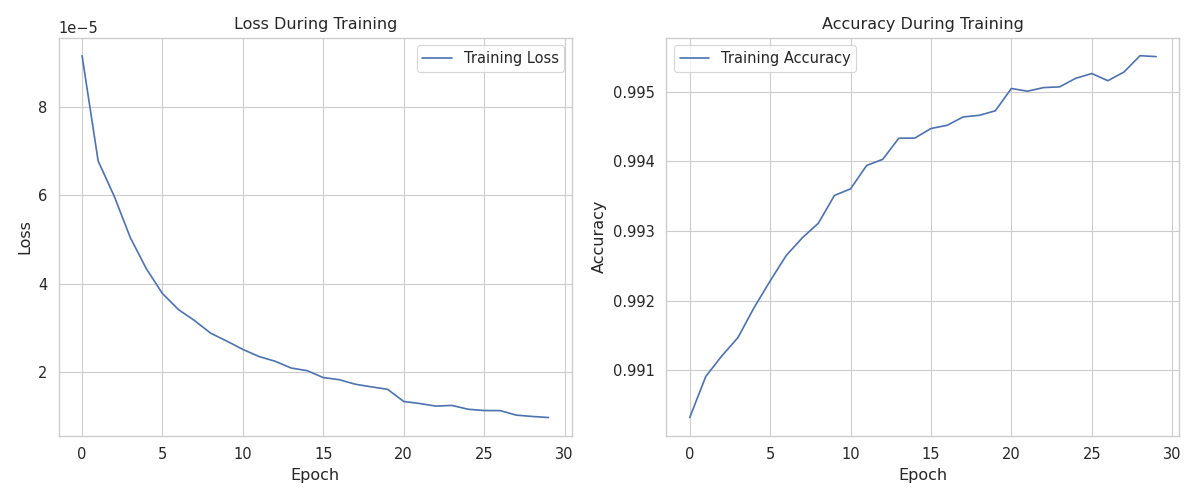 Loss During Training
1e−5
Training Loss
8
6
4
2
Loss
0 5 10 15 20 25 30
Epoch
Accuracy During Training
Training Accuracy
0.995
0.994
0.993
0.992
0.991
Accuracy
0 5 10 15 20 25 30
Epoch